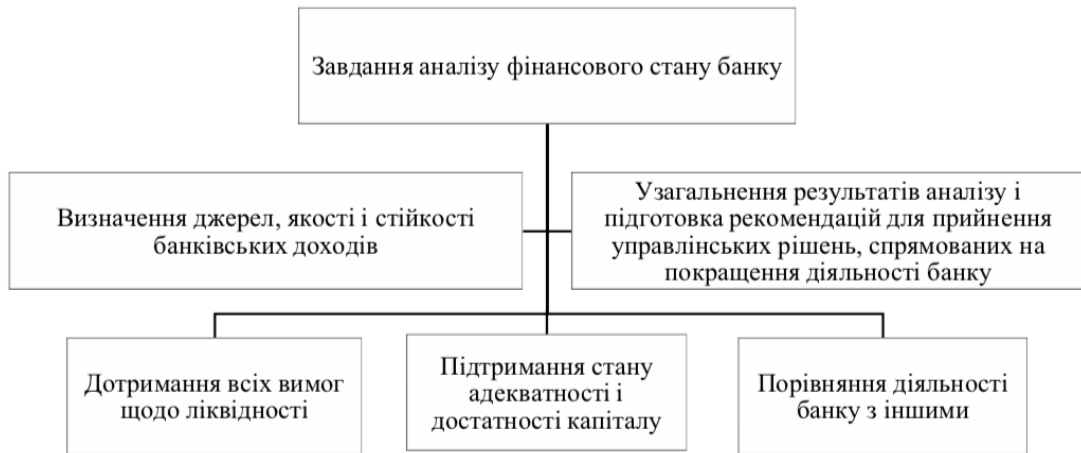 Завдання аналізу фінансового стану банку
Визначення джерел, якості і стійкості
банківських доходів
Узагальнення результатів аналізу і
підготовка рекомендацій для прийнення
управлінських рішень, спрямованих на
покращення діяльності банку
Дотримання всіх вимог
щодо ліквідності
Підтримання стану
адекватності і
достатності капіталу
Порівняння діяльності
банку з іншими